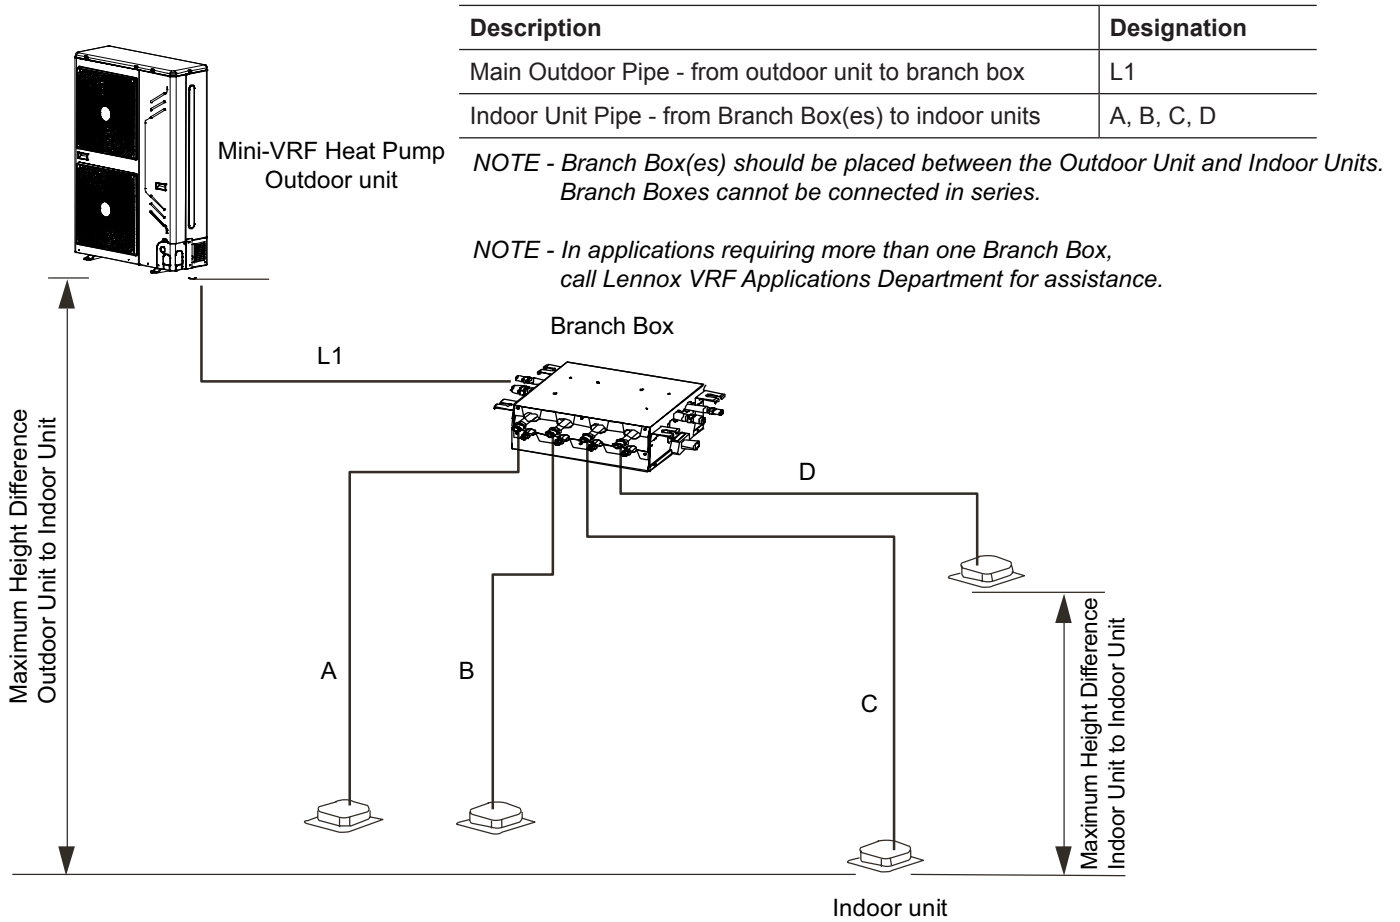 Description Designation
Main Outdoor Pipe - from outdoor unit to branch box L1
Indoor Unit Pipe - from Branch Box(es) to indoor units A, B, C, D
NOTE - Branch Box(es) should be placed between the Outdoor Unit and Indoor Units.
Branch Boxes cannot be connected in series.
NOTE - In applications requiring more than one Branch Box,
call Lennox VRF Applications Department for assistance.
Mini-VRF Heat Pump
Outdoor unit
Branch Box
L1
Maximum Height Difference
Outdoor Unit to Indoor Unit
D
A
B
C
Maximum Height Difference
Indoor Unit to Indoor Unit
Indoor unit